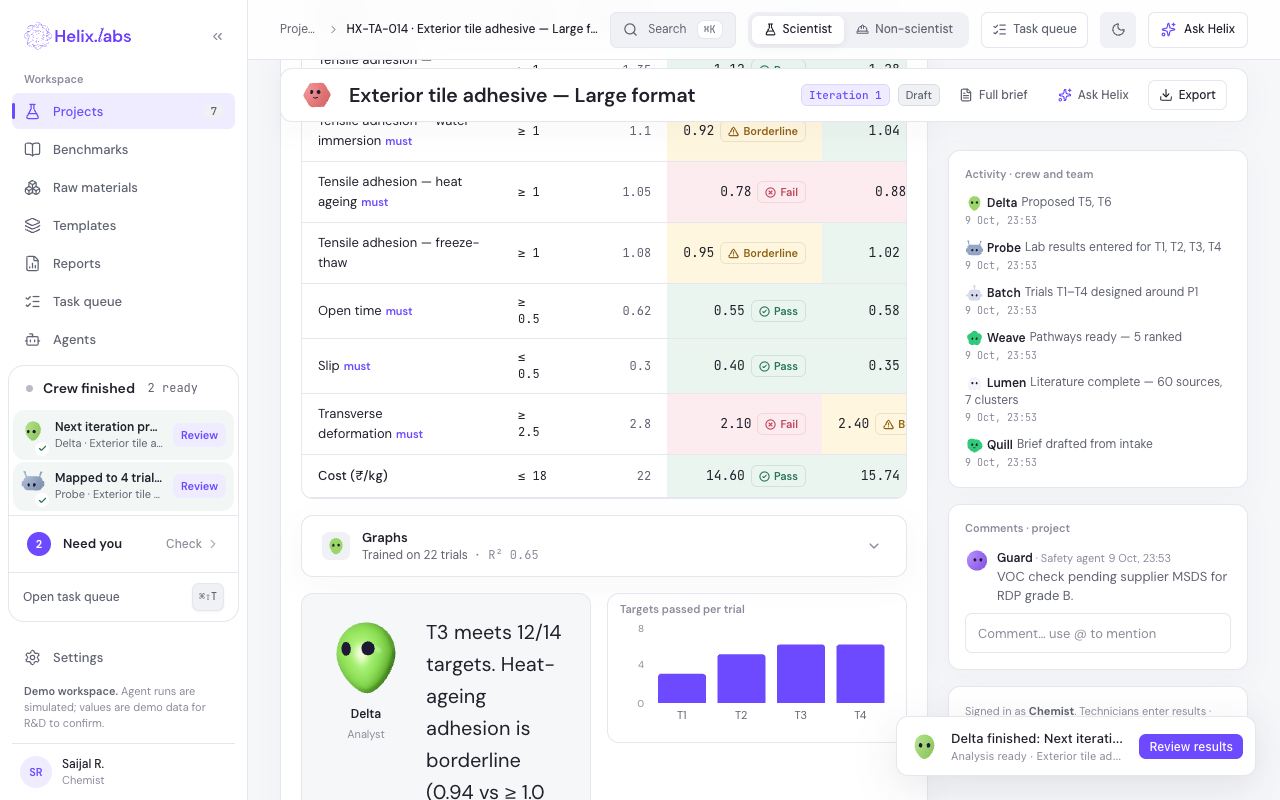 Helix.labs
Workspace
Projects 7
Benchmarks
Raw materials
Templates
Reports
Task queue
Agents
Crew finished 2 ready
Next iteration pr...
Delta · Exterior tile a...
Review
Mapped to 4 trial...
Probe · Exterior tile ...
Review
2 Need you Check
Open task queue ⌘⇧T
Settings
Demo workspace. Agent runs are
simulated; values are demo data for
R&D to confirm.
SR Saijal R.
Chemist
Proje... > HX-TA-014 · Exterior tile adhesive — Large f...
Search ⌘K
Scientist
Non-scientist
Task queue
Ask Helix
Exterior tile adhesive — Large format
Iteration 1
Draft
Full brief
Ask Helix
Export
immersion must ≥ 1 1.1 0.92 Borderline 1.04
Tensile adhesion — heat
ageing must ≥ 1 1.05 0.78 Fail 0.88
Tensile adhesion — freeze-
thaw ≥ 1 1.08 0.95 Borderline 1.02
Open time must ≥
0.5 0.62 0.55 Pass 0.58
Slip must ≤
0.5 0.3 0.40 Pass 0.35
Transverse
deformation must ≥
2.5 2.8 2.10 Fail 2.40 B
Cost (₹/kg) ≤ 18 22 14.60 Pass 15.74
Graphs
Trained on 22 trials · R² 0.65
Delta
Analyst
T3 meets 12/14
targets. Heat-
ageing
adhesion is
borderline
(0.94 vs ≥ 1.0
Targets passed per trial
8
4
0
T1 T2 T3 T4
Activity · crew and team
Delta Proposed T5, T6
9 Oct, 23:53
Probe Lab results entered for T1, T2, T3, T4
9 Oct, 23:53
Batch Trials T1–T4 designed around P1
9 Oct, 23:53
Weave Pathways ready — 5 ranked
9 Oct, 23:53
Lumen Literature complete — 60 sources,
7 clusters
9 Oct, 23:53
Quill Brief drafted from intake
9 Oct, 23:53
Comments · project
Guard · Safety agent 9 Oct, 23:53
VOC check pending supplier MSDS for
RDP grade B.
Comment... use @ to mention
Signed in as Chemist. Technicians enter results ·
Delta finished: Next iterati...
Analysis ready · Exterior tile ad...
Review results